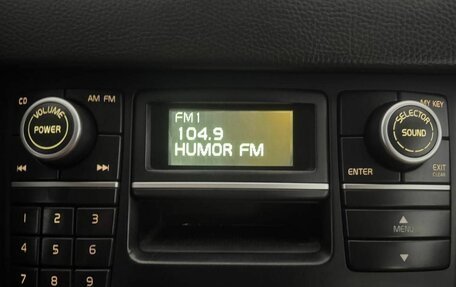 CD
AM FM
VOLUME
POWER
FM1
104.9
HUMOR FM
MY KEY
SELECTOR
SOUND
ENTER
EXIT
CLEAR
MENU
1 2 3
4 5 6
7 8 9